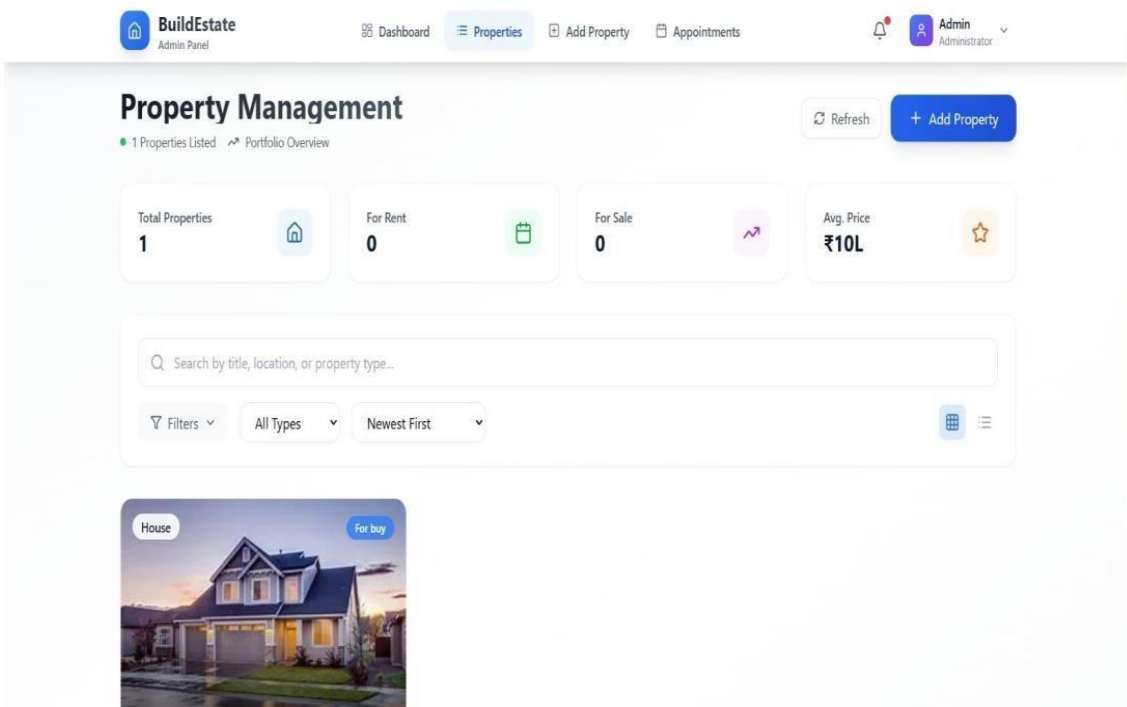 BuildEstate
Admin Panel
Dashboard
Properties
Add Property
Appointments
Admin
Administrator
Property Management
1 Properties Listed
Portfolio Overview
Refresh
+ Add Property
Total Properties
1
For Rent
0
For Sale
0
Avg. Price
₹10L
Search by title, location, or property type...
Filters
All Types
Newest First
House
For buy